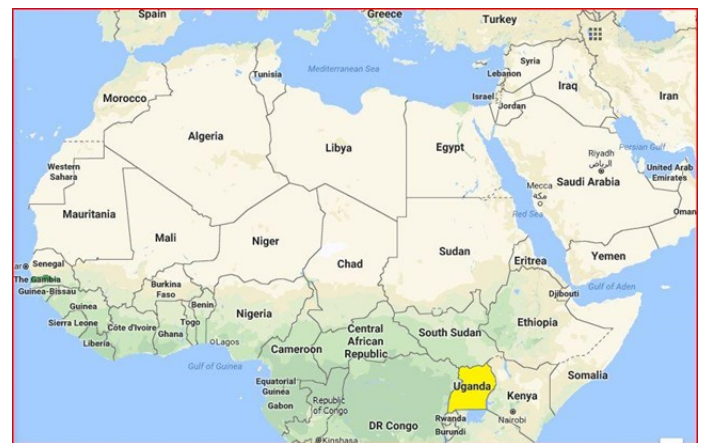 Spain
Greece
Turkey
Tunisia
Mediterranean Sea
Syria
Lebanon
Iraq
Iran
Israel
Jordan
Morocco
Algeria
Libya
Egypt
Persian Gulf
Riyadh
الرياض
United Arab
Emirates
Western
Sahara
Mecca
مكة
Saudi Arabia
Red Sea
Oman
Mauritania
Mali
Niger
Chad
Sudan
Eritrea
Yemen
Senegal
The Gambia
Guinea-Bissau
Burkina
Faso
Djibouti
Gulf of Aden
Guinea
Benin
Nigeria
Sierra Leone
Côte d'Ivoire
Togo
Ghana
Liberia
Lagos
Central
African
Republic
South Sudan
Ethiopia
Cameroon
Gulf of Guinea
Somalia
Equatorial
Guinea
Gabon
Republic
of Congo
Uganda
Kenya
DR Congo
Rwanda
Burundi
Nairobi
Kinshasa